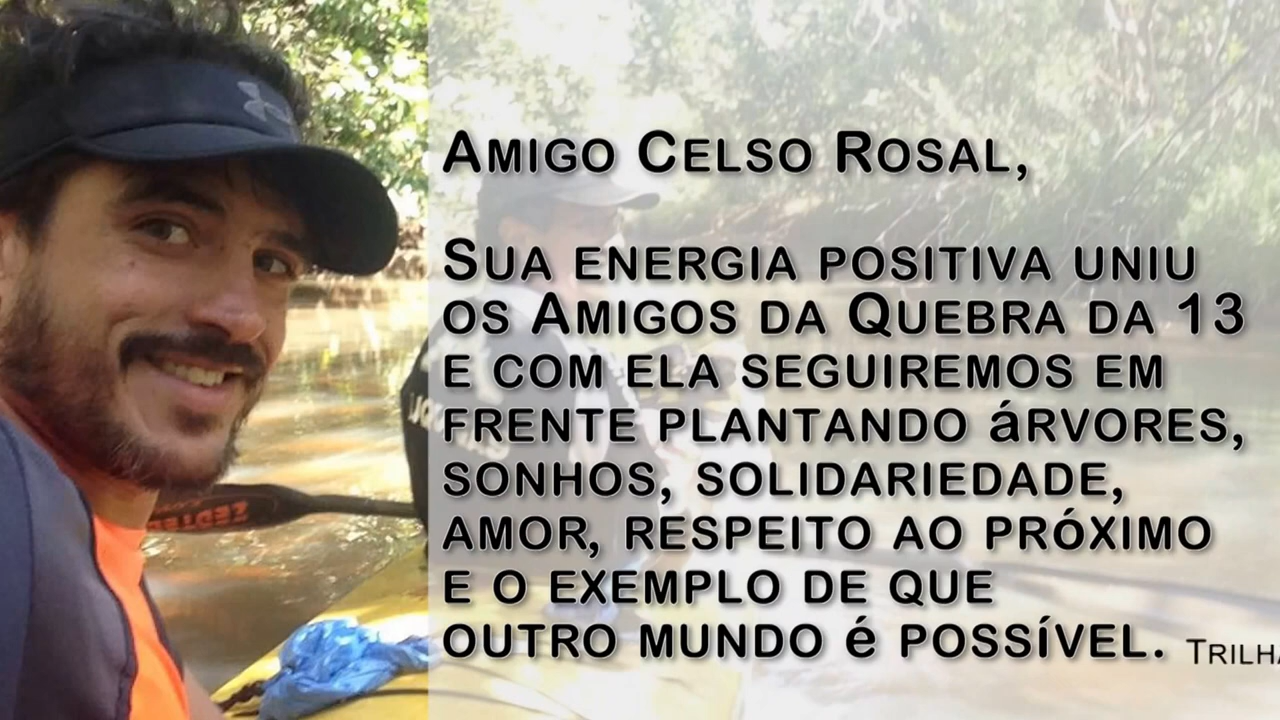 Amigo Celso Rosal,
Sua energia positiva uniu
os Amigos da Quebra da 13
e com ela seguiremos em
frente plantando árvores,
sonhos, solidariedade,
amor, respeito ao próximo
e o exemplo de que
outro mundo é possível.